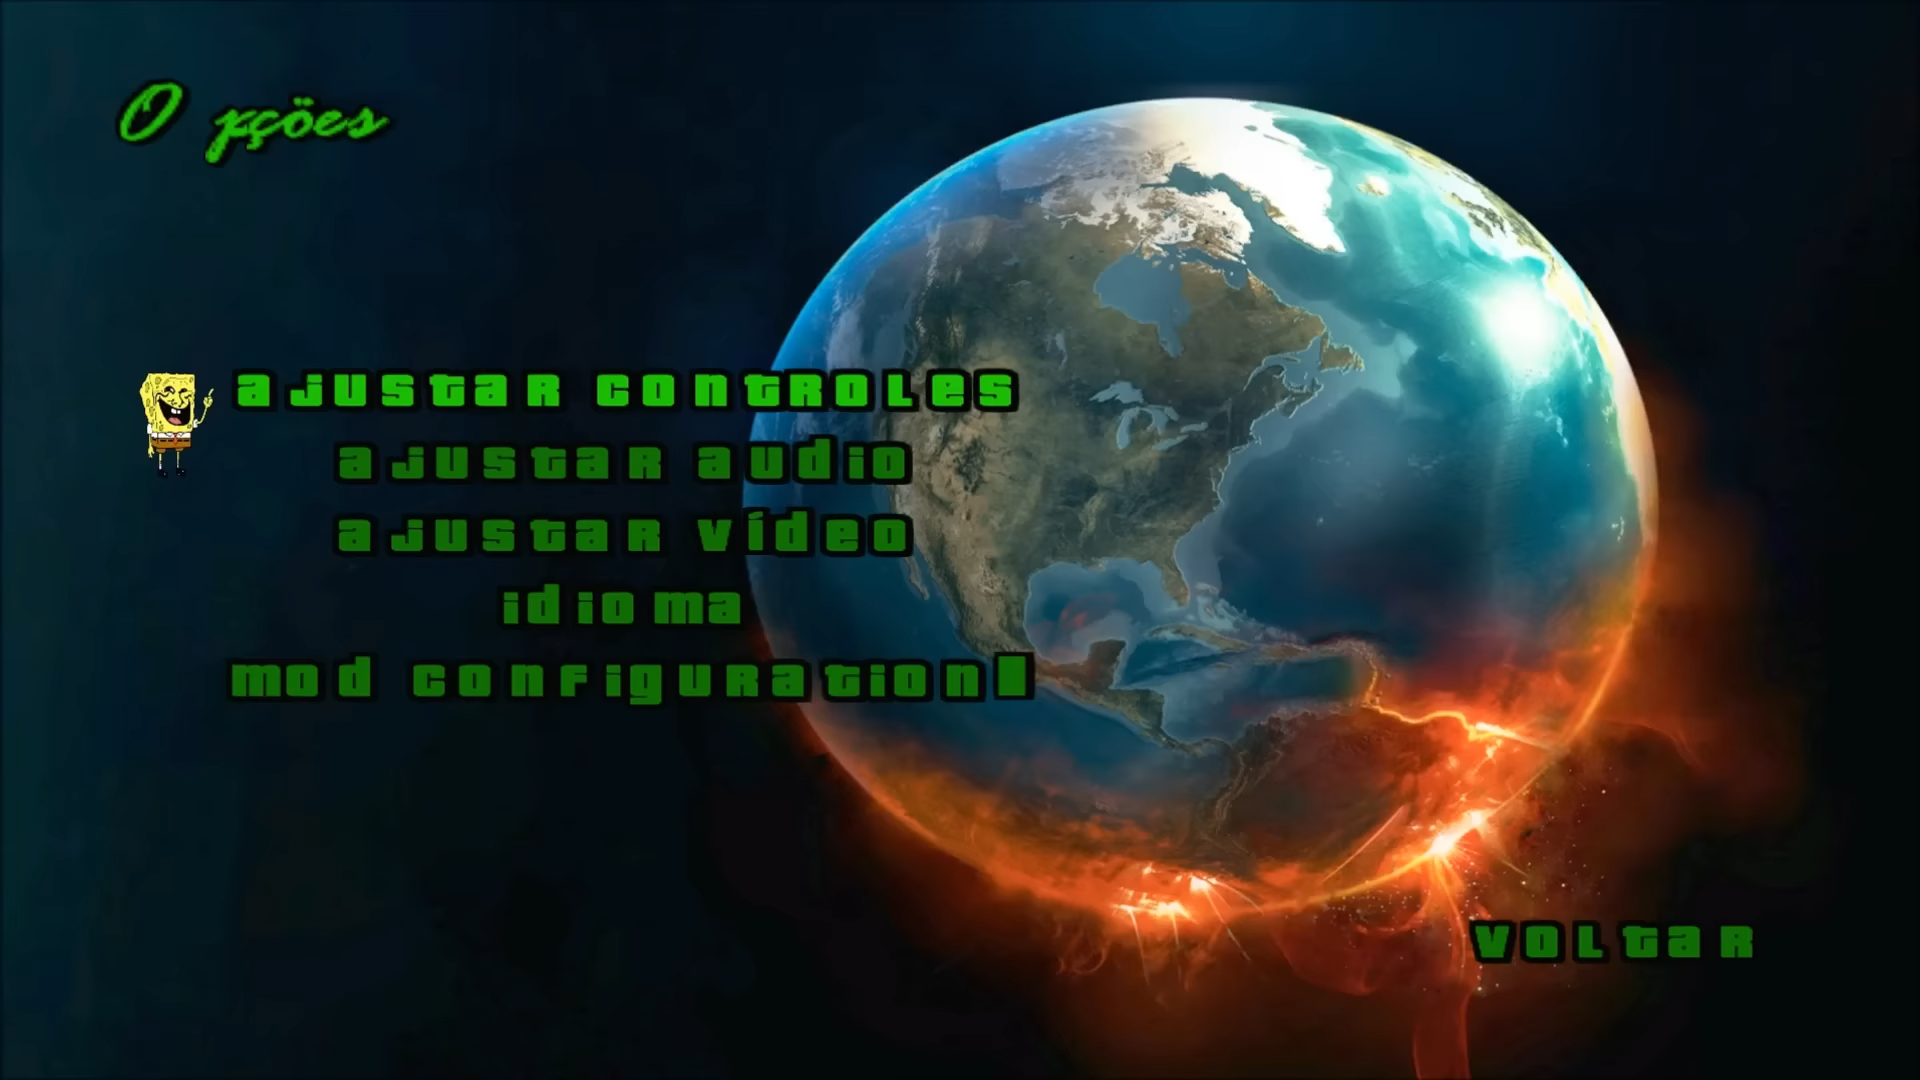 Opções
ajustar controles
ajustar audio
ajustar vídeo
idioma
mod configuration
voltar